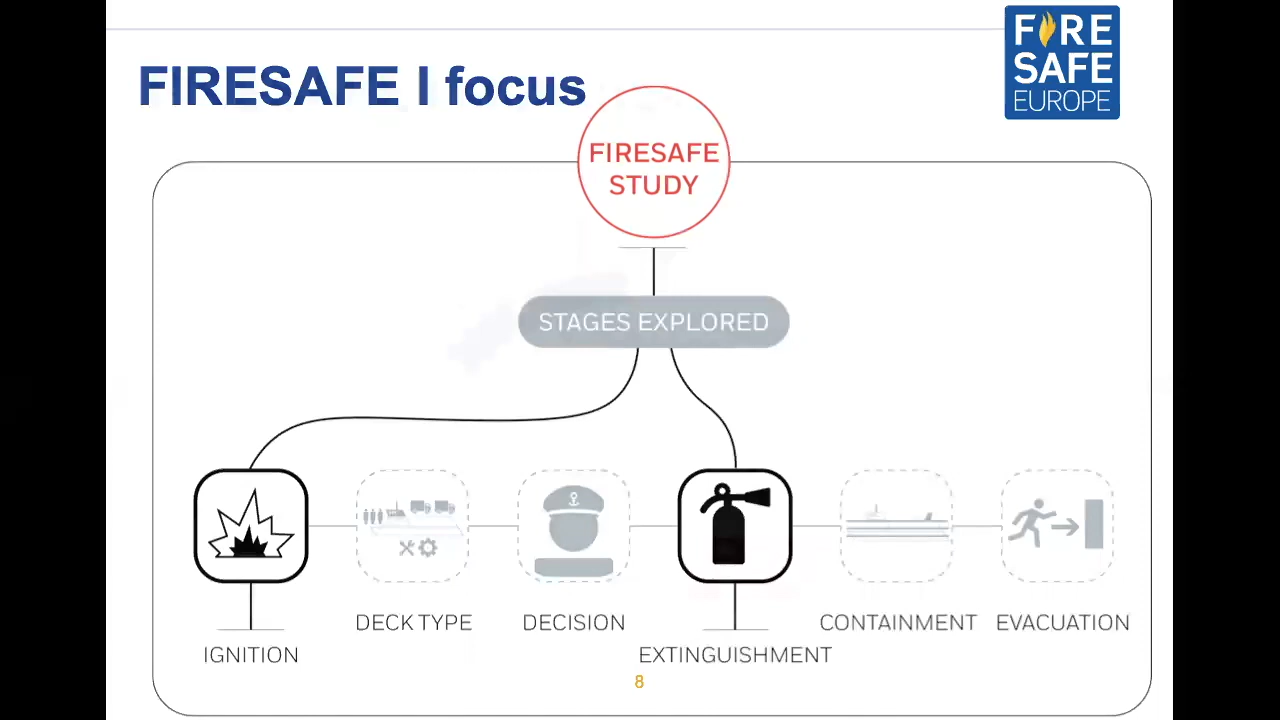 FIRESAFE I focus
FIRE
SAFE
EUROPE
FIRESAFE
STUDY
STAGES EXPLORED
DECK TYPE
DECISION
CONTAINMENT
EVACUATION
IGNITION
EXTINGUISHMENT
8